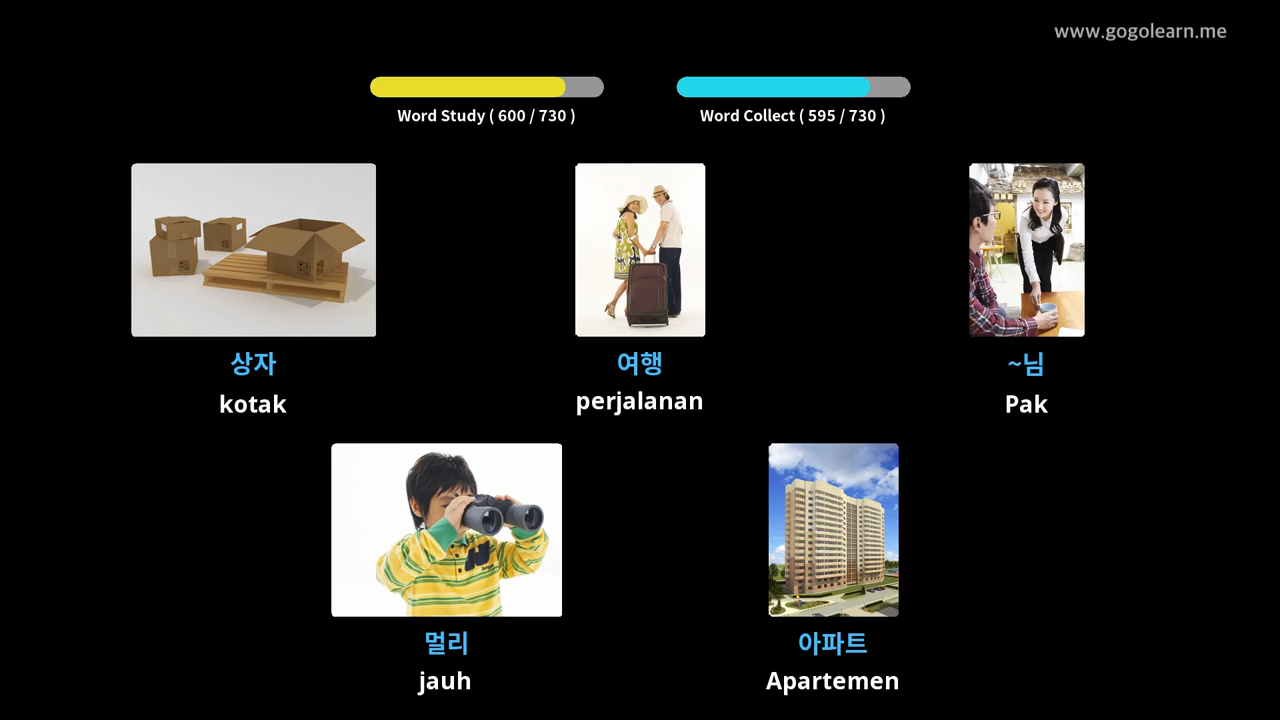 www.gogolearn.me
Word Study ( 600 / 730 )
Word Collect ( 595 / 730 )
상자
여행
~님
kotak
perjalanan
Pak
멀리
아파트
jauh
Apartemen